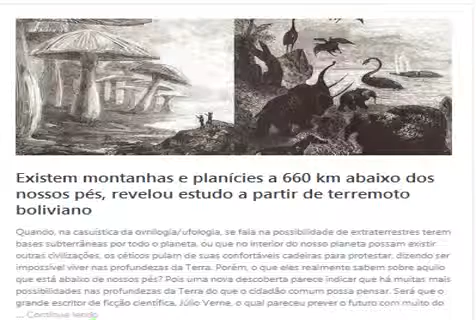 Existem montanhas e planícies a 660 km abaixo dos
nossos pés, revelou estudo a partir de terremoto
boliviano
Quando, na casuística da ovnilogia/ufologia, se fala na possibilidade de extraterrestres terem
bases subterrâneas por todo o planeta, ou que no interior do nosso planeta possam existir
outras civilizações, os céticos pulam de suas confortáveis cadeiras para protestar, dizendo ser
impossível viver nas profundezas da Terra. Porém, o que eles realmente sabem sobre aquilo
que está abaixo de nossos pés? Pois uma nova descoberta parece indicar que há muitas mais
possibilidades nas profundezas da Terra do que o cidadão comum possa pensar. Será que o
grande escritor de ficção científica, Júlio Verne, o qual pareceu prever o futuro com muito do
... Continue lendo